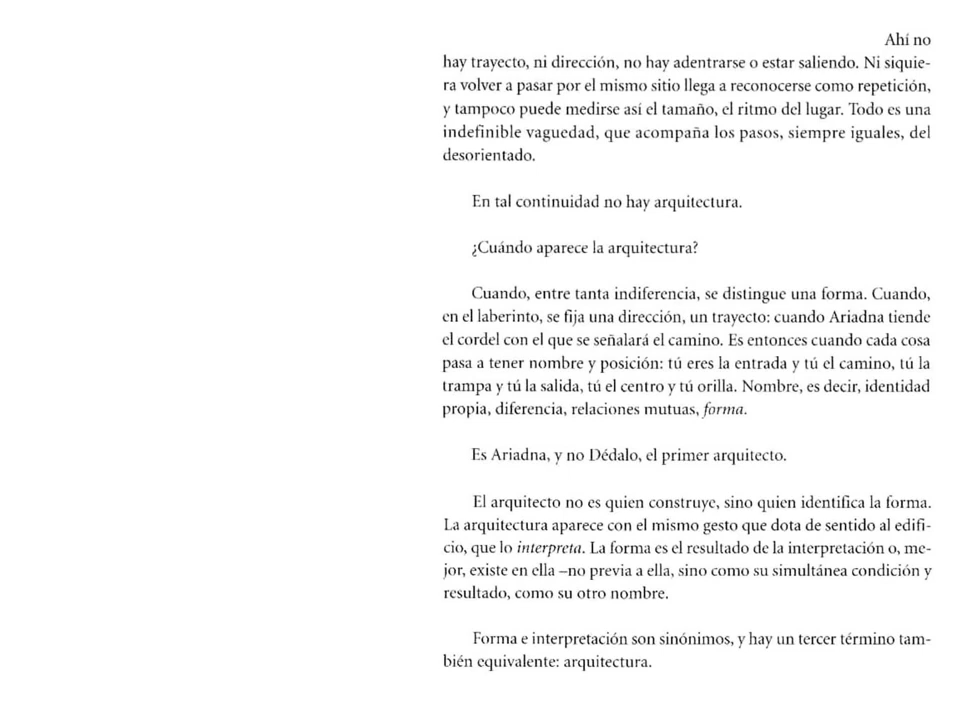 Ahí no
hay trayecto, ni dirección, no hay adentrarse o estar saliendo. Ni siquie-
ra volver a pasar por el mismo sitio llega a reconocerse como repetición,
y tampoco puede medirse así el tamaño, el ritmo del lugar. Todo es una
indefinible vaguedad, que acompaña los pasos, siempre iguales, del
desorientado.
En tal continuidad no hay arquitectura.
¿Cuándo aparece la arquitectura?
Cuando, entre tanta indiferencia, se distingue una forma. Cuando,
en el laberinto, se fija una dirección, un trayecto: cuando Ariadna tiende
el cordel con el que se señalará el camino. Es entonces cuando cada cosa
pasa a tener nombre y posición: tú eres la entrada y tú el camino, tú la
trampa y tú la salida, tú el centro y tú orilla. Nombre, es decir, identidad
propia, diferencia, relaciones mutuas, forma.
Es Ariadna, y no Dédalo, el primer arquitecto.
El arquitecto no es quien construye, sino quien identifica la forma.
La arquitectura aparece con el mismo gesto que dota de sentido al edifi-
cio, que lo interpreta. La forma es el resultado de la interpretación o, me-
jor, existe en ella –no previa a ella, sino como su simultánea condición y
resultado, como su otro nombre.
Forma e interpretación son sinónimos, y hay un tercer término tam-
bién equivalente: arquitectura.